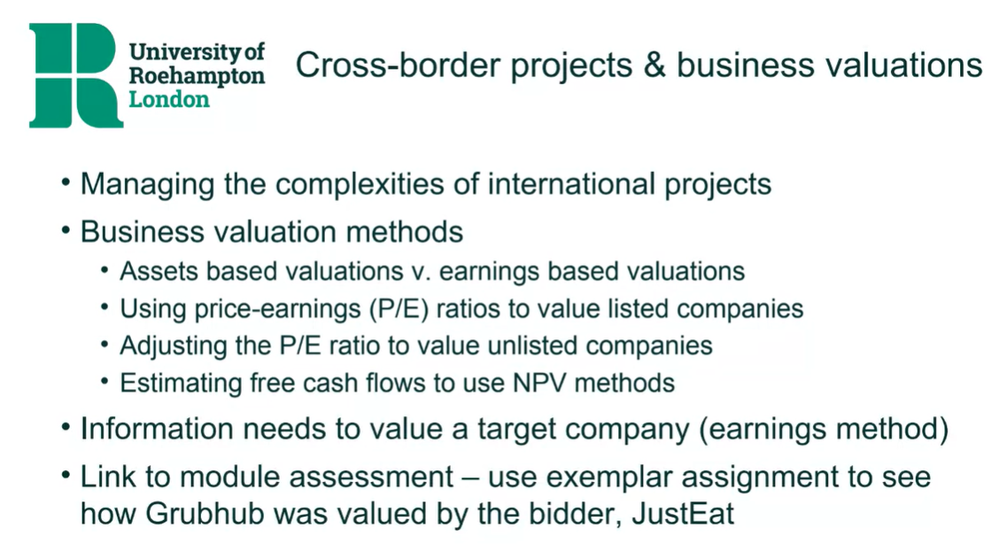 University of
Roehampton
London
Cross-border projects & business valuations
• Managing the complexities of international projects
• Business valuation methods
• Assets based valuations v. earnings based valuations
• Using price-earnings (P/E) ratios to value listed companies
• Adjusting the P/E ratio to value unlisted companies
• Estimating free cash flows to use NPV methods
• Information needs to value a target company (earnings method)
• Link to module assessment – use exemplar assignment to see
how Grubhub was valued by the bidder, JustEat